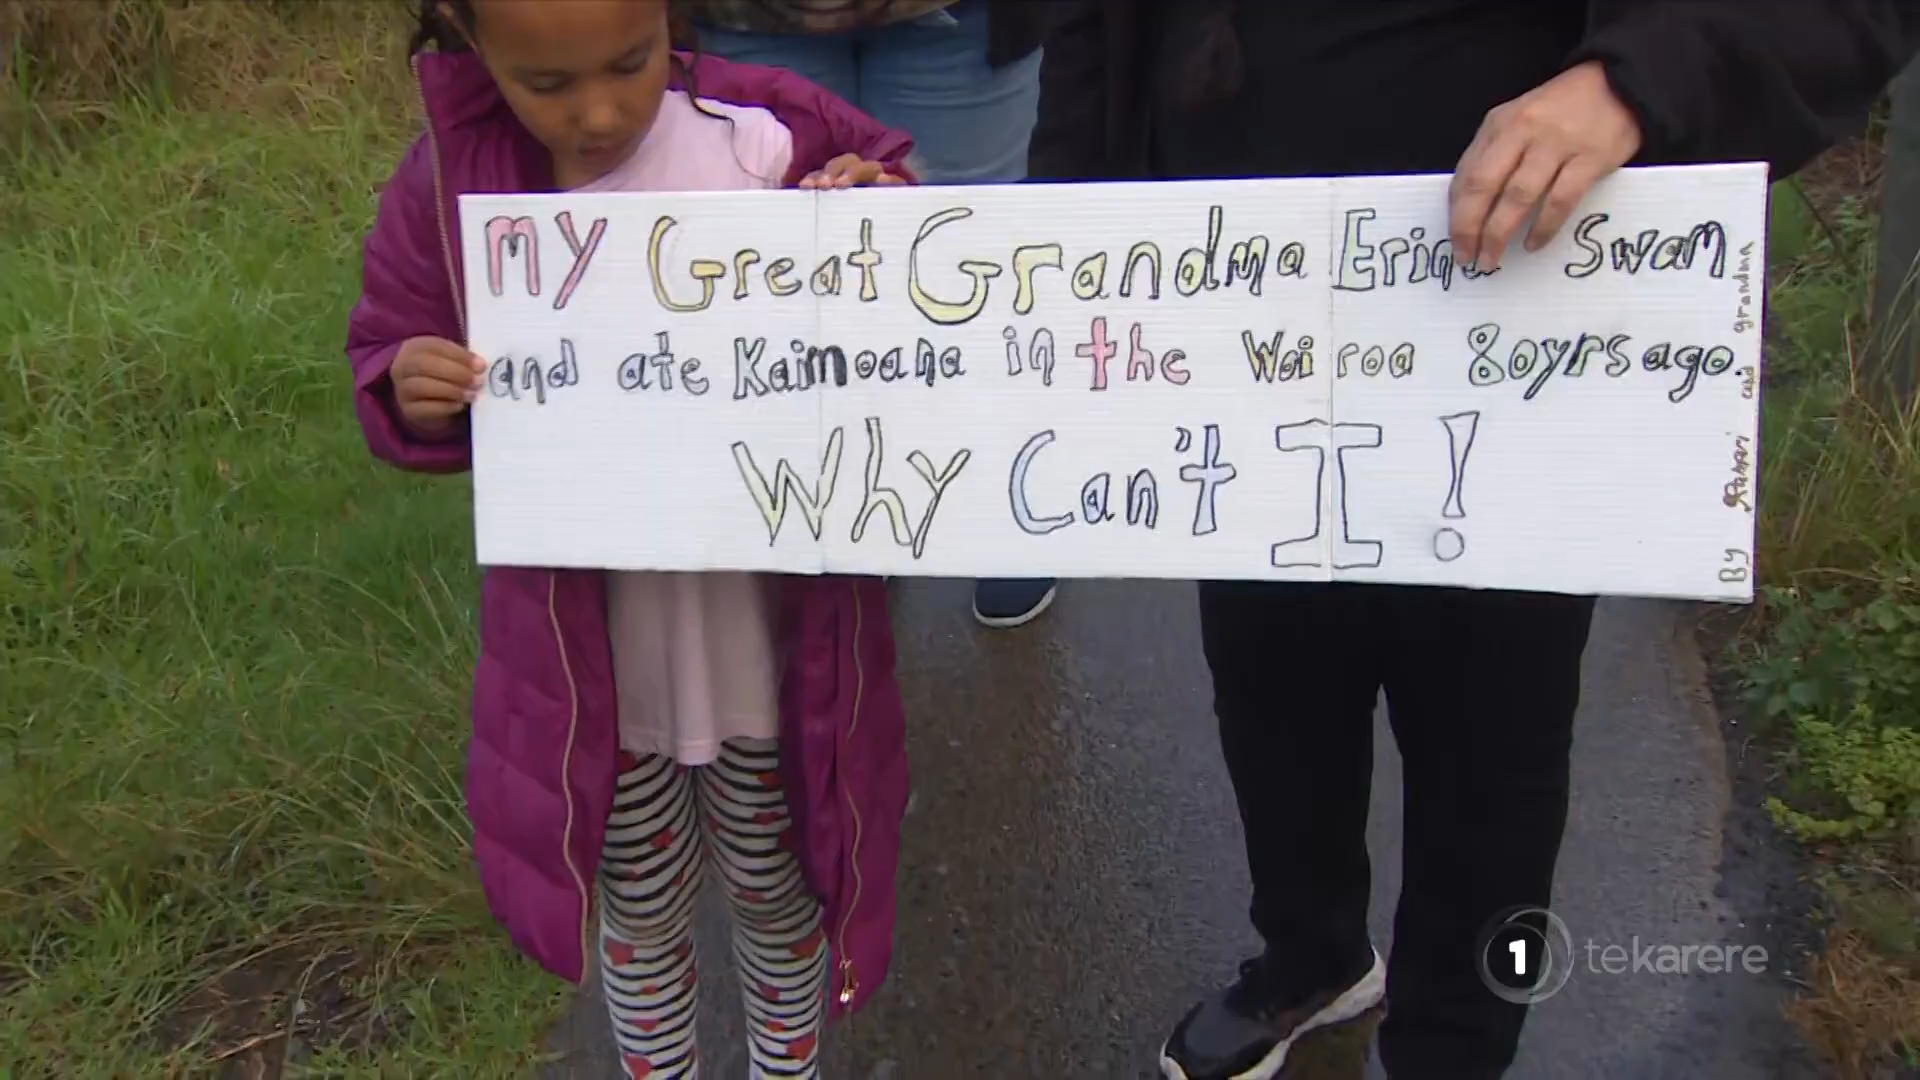 My Great Grandma Erina Swam
and ate Kaimoana in the Wairoa 80yrs ago.
Why Can't I!
By and grandma
1 tekarere